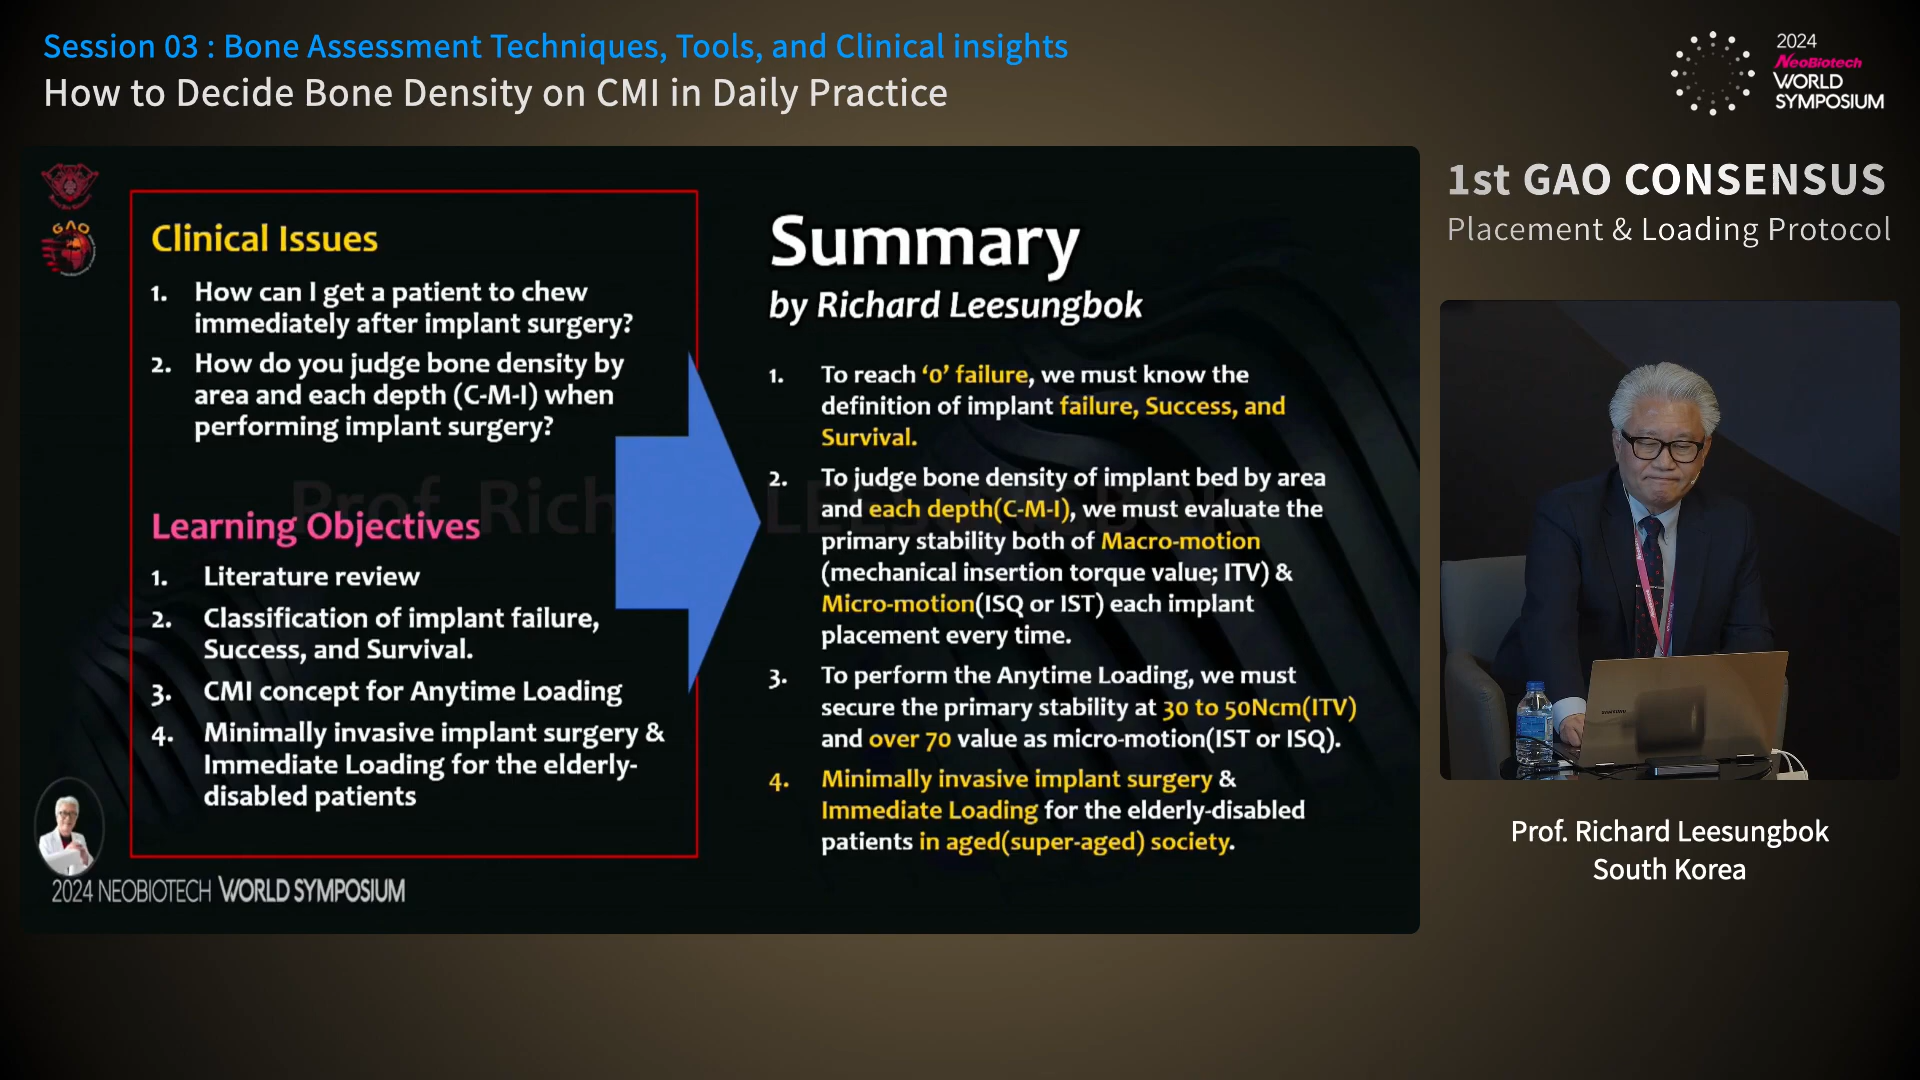 Session 03 : Bone Assessment Techniques, Tools, and Clinical insights
How to Decide Bone Density on CMI in Daily Practice
2024
NeoBiotech
WORLD
SYMPOSIUM
1st GAO CONSENSUS
Placement & Loading Protocol
GAO
Clinical Issues
1. How can I get a patient to chew
immediately after implant surgery?
2. How do you judge bone density by
area and each depth (C-M-I) when
performing implant surgery?
Learning Objectives
1. Literature review
2. Classification of implant failure,
Success, and Survival.
3. CMI concept for Anytime Loading
4. Minimally invasive implant surgery &
Immediate Loading for the elderly-
disabled patients
2024 NEOBIOTECH WORLD SYMPOSIUM
Summary
by Richard Leesungbok
1. To reach ‘0’ failure, we must know the
definition of implant failure, Success, and
Survival.
2. To judge bone density of implant bed by area
and each depth(C-M-I), we must evaluate the
primary stability both of Macro-motion
(mechanical insertion torque value; ITV) &
Micro-motion(ISQ or IST) each implant
placement every time.
3. To perform the Anytime Loading, we must
secure the primary stability at 30 to 50Ncm(ITV)
and over 70 value as micro-motion(IST or ISQ).
4. Minimally invasive implant surgery &
Immediate Loading for the elderly-disabled
patients in aged(super-aged) society.
SAMSUNG
Prof. Richard Leesungbok
South Korea